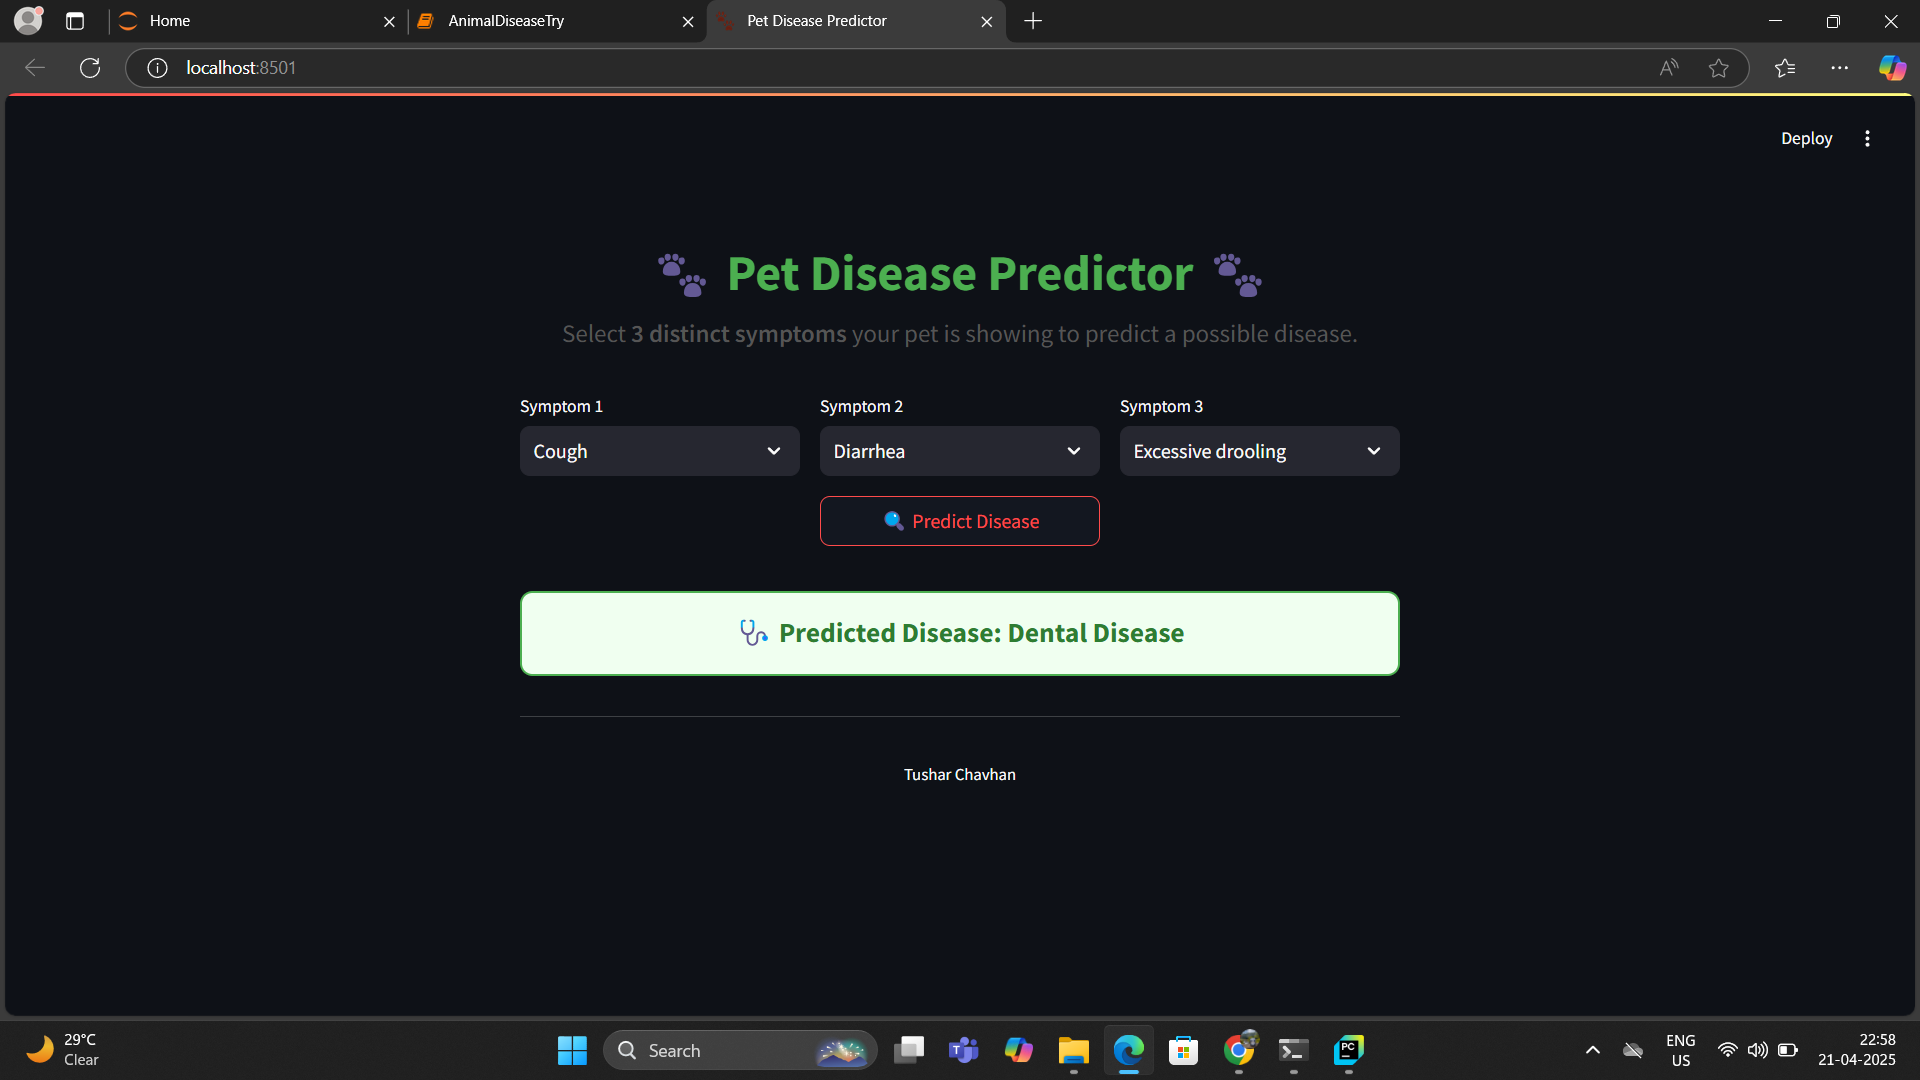 Home
AnimalDiseaseTry
Pet Disease Predictor
localhost:8501
Deploy
Pet Disease Predictor
Select 3 distinct symptoms your pet is showing to predict a possible disease.
Symptom 1
Symptom 2
Symptom 3
Cough
Diarrhea
Excessive drooling
Predict Disease
Predicted Disease: Dental Disease
Tushar Chavhan
29°C
Clear
Search
PC
ENG
US
22:58
21-04-2025